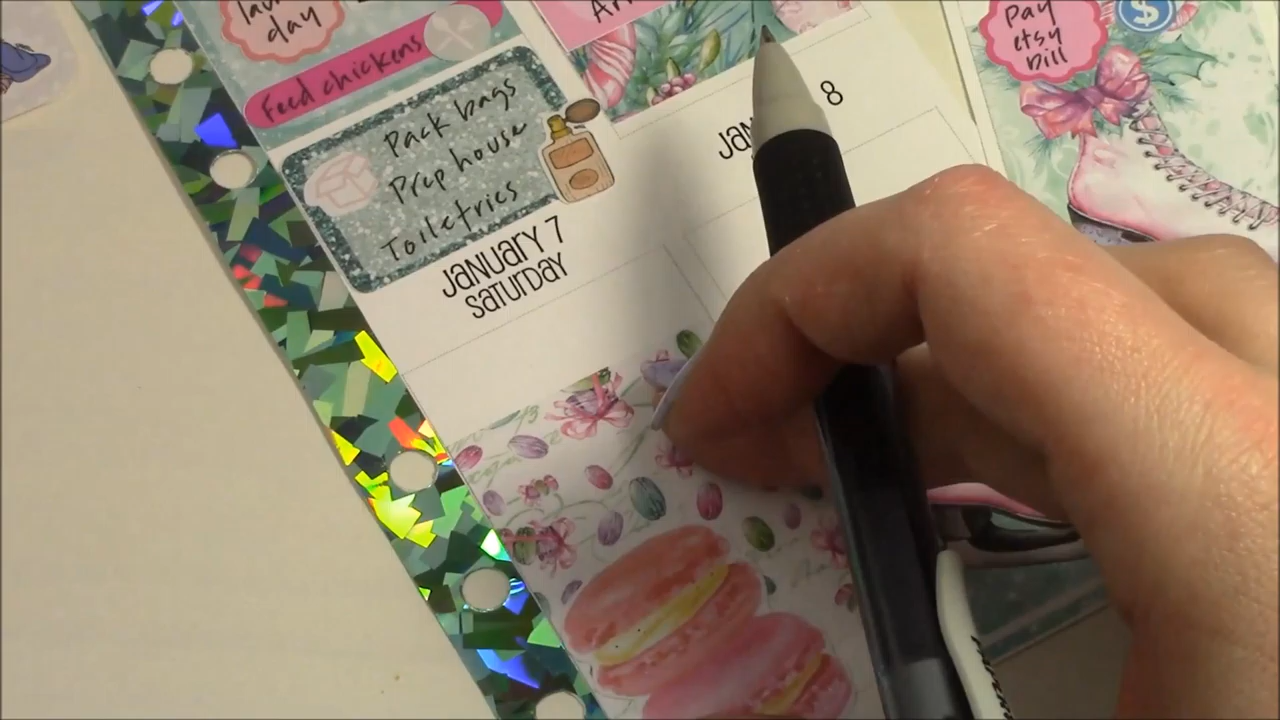 day
Feed chickens
Pack bags
Prep house
Toiletries
JANUARY 7
SATURDAY
8
Pay
etsy
bill
$